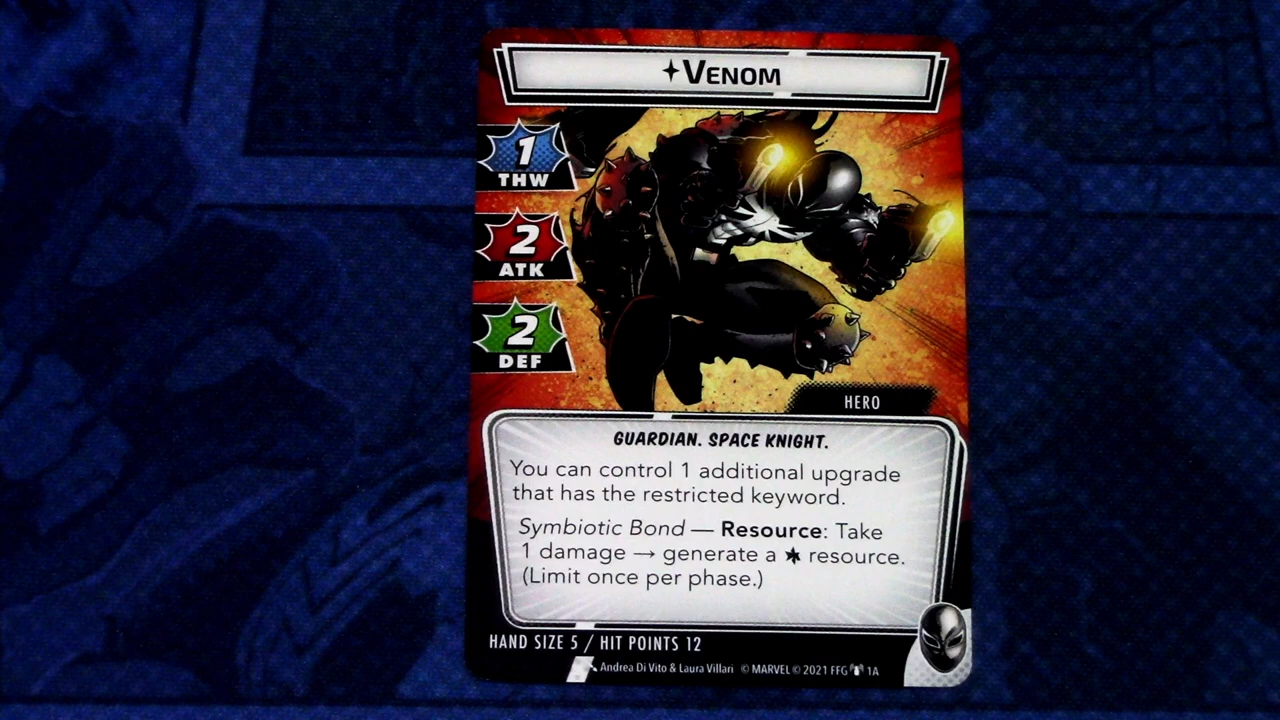 VENOM
1
THW
2
ATK
2
DEF
HERO
GUARDIAN. SPACE KNIGHT.
You can control 1 additional upgrade
that has the restricted keyword.
Symbiotic Bond — Resource: Take
1 damage → generate a resource.
(Limit once per phase.)
HAND SIZE 5 / HIT POINTS 12
Andrea Di Vito & Laura Villari © MARVEL © 2021 FFG 1A